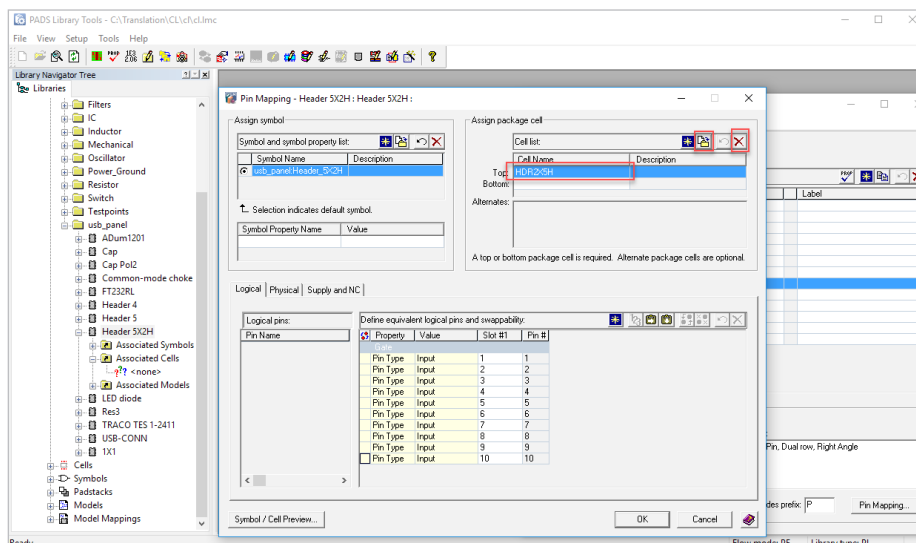 PADS Library Tools - C:\Translation\CL\cl\cl.lmc
File View Setup Tools Help
Library Navigator Tree
Libraries
Filters
IC
Inductor
Mechanical
Oscillator
Power_Ground
Resistor
Switch
Testpoints
usb_panel
ADum1201
Cap
Cap Pol2
Common-mode choke
FT232RL
Header 4
Header 5
Header 5X2H
Associated Symbols
Associated Cells
??? <none>
Associated Models
LED diode
Res3
TRACO TES 1-2411
USB-CONN
1X1
Cells
Symbols
Padstacks
Models
Model Mappings
Ready
Pin Mapping - Header 5X2H : Header 5X2H :
Assign symbol
Symbol and symbol property list:
Symbol Name Description
usb_panel:Header_5X2H
Selection indicates default symbol.
Symbol Property Name Value
Assign package cell
Cell list:
Cell Name Description
Top: HDR2X5H
Bottom:
Alternates:
A top or bottom package cell is required. Alternate package cells are optional.
Logical Physical Supply and NC
Logical pins:
Pin Name
Define equivalent logical pins and swappability:
Property Value Slot #1 Pin #
Gate
Pin Type Input 1 1
Pin Type Input 2 2
Pin Type Input 3 3
Pin Type Input 4 4
Pin Type Input 5 5
Pin Type Input 6 6
Pin Type Input 7 7
Pin Type Input 8 8
Pin Type Input 9 9
Pin Type Input 10 10
Symbol / Cell Preview...
OK Cancel
Label
Pin, Dual row, Right Angle
des prefix: P Pin Mapping...